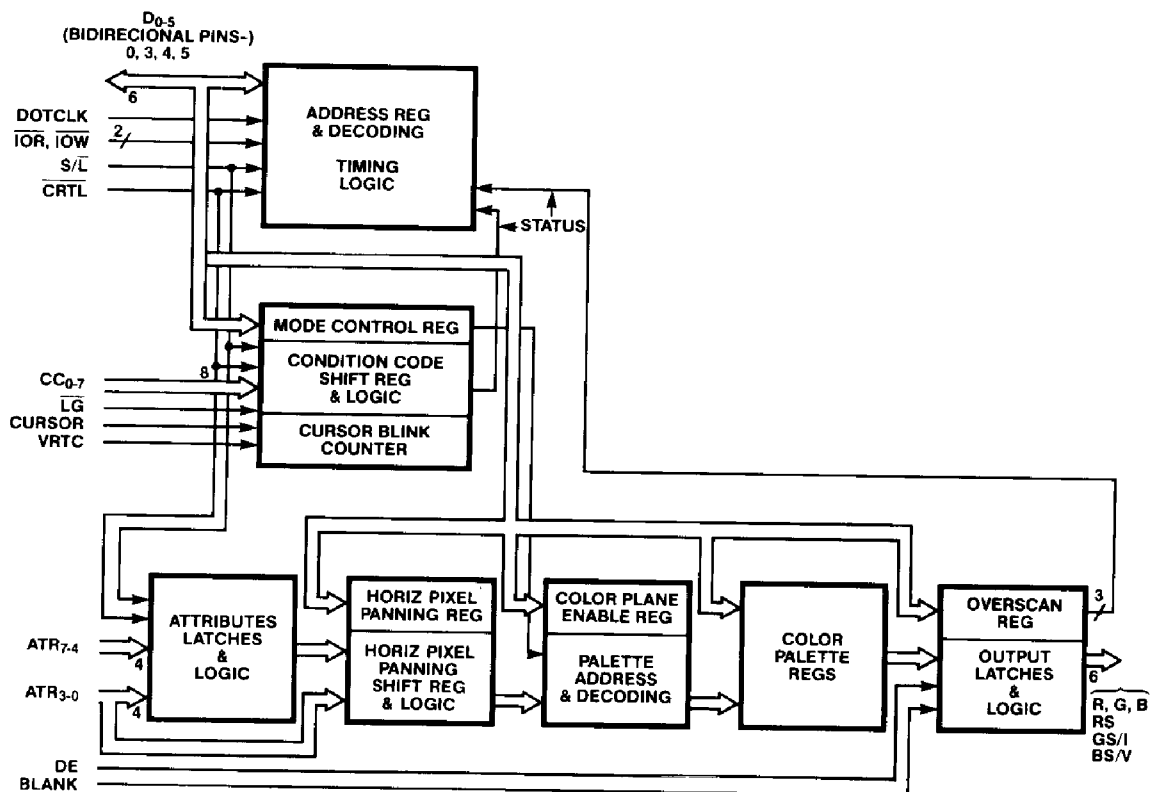 D0-5
(BIDIRECIONAL PINS-)
0, 3, 4, 5
6
DOTCLK
IOR, IOW
2
S/L
CRTL
ADDRESS REG
& DECODING
TIMING
LOGIC
STATUS
MODE CONTROL REG
CONDITION CODE
SHIFT REG
& LOGIC
CURSOR BLINK
COUNTER
8
CC0-7
LG
CURSOR
VRTC
ATTRIBUTES
LATCHES
&
LOGIC
HORIZ PIXEL
PANNING REG
HORIZ PIXEL
PANNING
SHIFT REG
& LOGIC
COLOR PLANE
ENABLE REG
PALETTE
ADDRESS
& DECODING
COLOR
PALETTE
REGS
OVERSCAN
REG
OUTPUT
LATCHES
&
LOGIC
3
6
R, G, B
RS
GS/I
BS/V
ATR7-4
4
ATR3-0
4
DE
BLANK